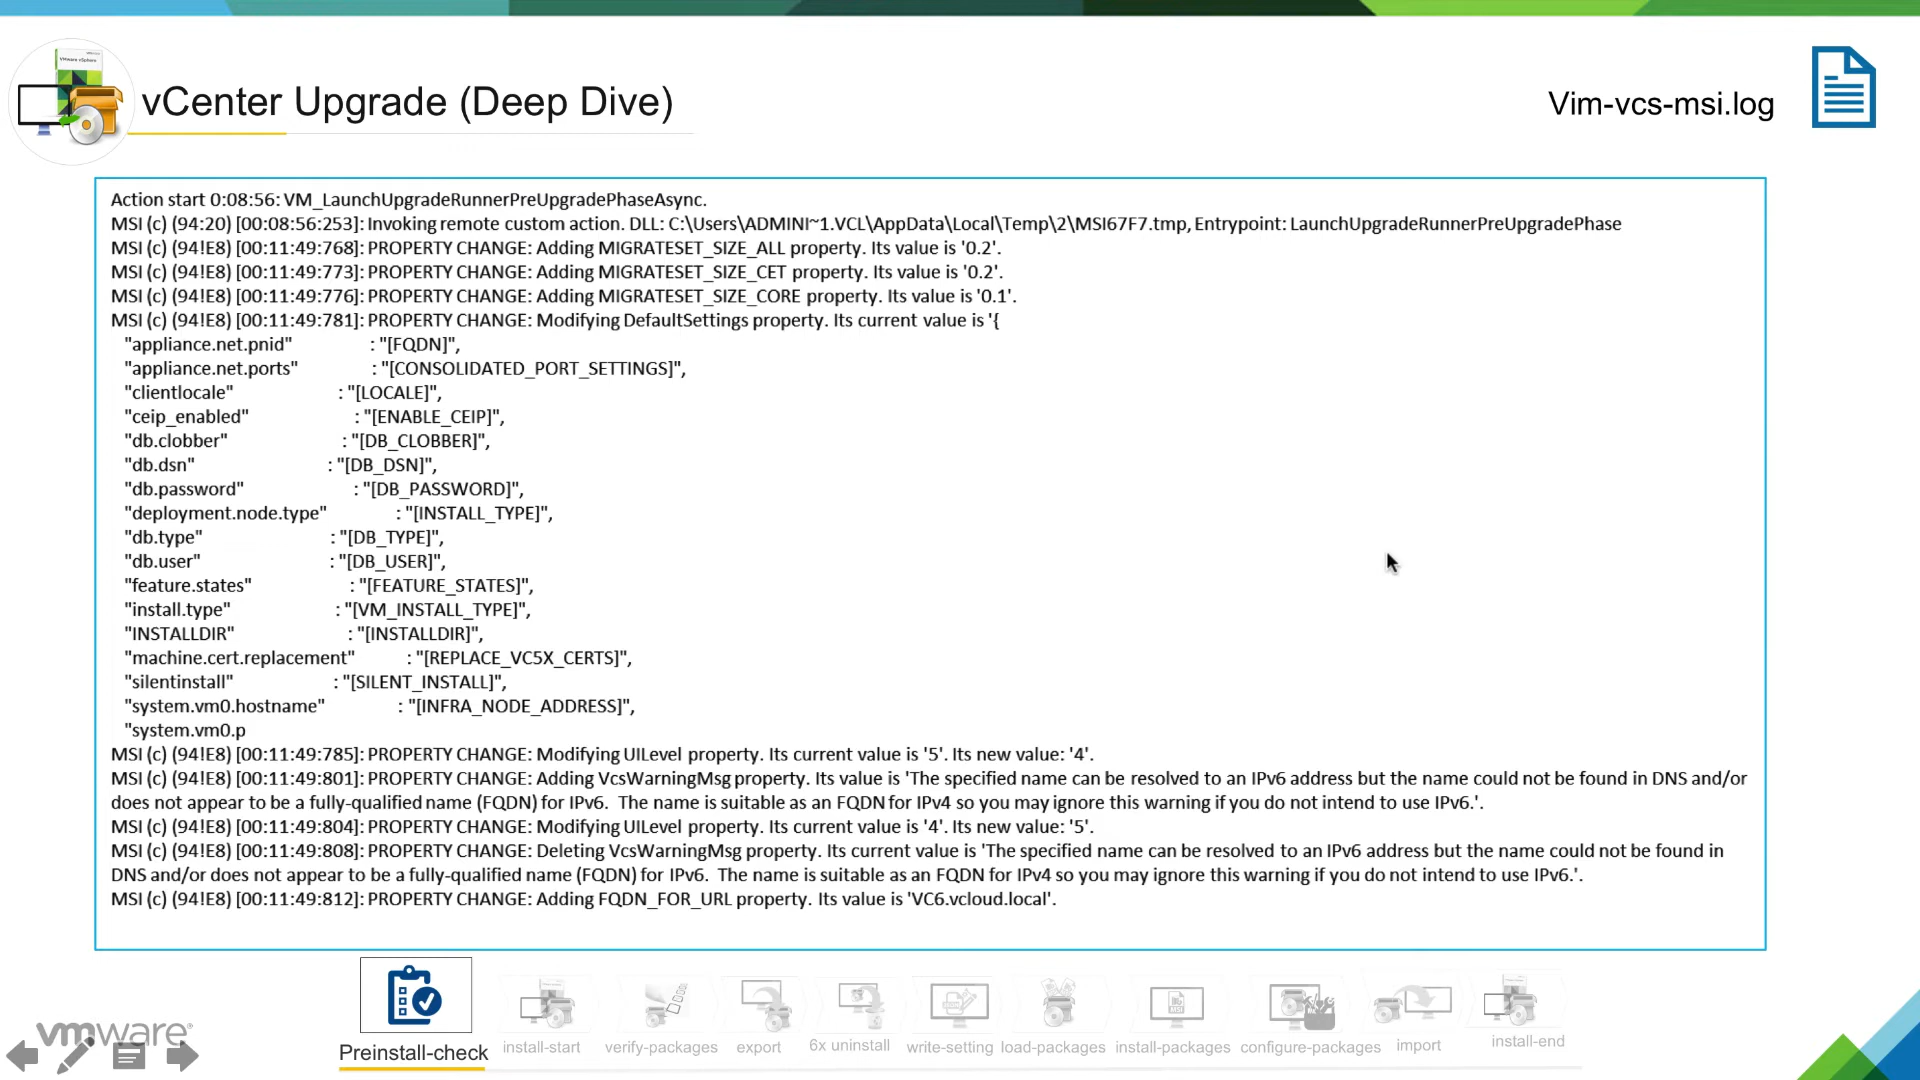 vCenter Upgrade (Deep Dive)
Vim-vcs-msi.log
Action start 0:08:56: VM_LaunchUpgradeRunnerPreUpgradePhaseAsync.
MSI (c) (94:20) [00:08:56:253]: Invoking remote custom action. DLL: C:\Users\ADMINI~1.VCL\AppData\Local\Temp\2\MSI67F7.tmp, Entrypoint: LaunchUpgradeRunnerPreUpgradePhase
MSI (c) (94!E8) [00:11:49:768]: PROPERTY CHANGE: Adding MIGRATESET_SIZE_ALL property. Its value is '0.2'.
MSI (c) (94!E8) [00:11:49:773]: PROPERTY CHANGE: Adding MIGRATESET_SIZE_CET property. Its value is '0.2'.
MSI (c) (94!E8) [00:11:49:776]: PROPERTY CHANGE: Adding MIGRATESET_SIZE_CORE property. Its value is '0.1'.
MSI (c) (94!E8) [00:11:49:781]: PROPERTY CHANGE: Modifying DefaultSettings property. Its current value is '{
"appliance.net.pnid" : "[FQDN]",
"appliance.net.ports" : "[CONSOLIDATED_PORT_SETTINGS]",
"clientlocale" : "[LOCALE]",
"ceip_enabled" : "[ENABLE_CEIP]",
"db.clobber" : "[DB_CLOBBER]",
"db.dsn" : "[DB_DSN]",
"db.password" : "[DB_PASSWORD]",
"deployment.node.type" : "[INSTALL_TYPE]",
"db.type" : "[DB_TYPE]",
"db.user" : "[DB_USER]",
"feature.states" : "[FEATURE_STATES]",
"install.type" : "[VM_INSTALL_TYPE]",
"INSTALLDIR" : "[INSTALLDIR]",
"machine.cert.replacement" : "[REPLACE_VC5X_CERTS]",
"silentinstall" : "[SILENT_INSTALL]",
"system.vm0.hostname" : "[INFRA_NODE_ADDRESS]",
"system.vm0.p
MSI (c) (94!E8) [00:11:49:785]: PROPERTY CHANGE: Modifying UILevel property. Its current value is '5'. Its new value: '4'.
MSI (c) (94!E8) [00:11:49:801]: PROPERTY CHANGE: Adding VcsWarningMsg property. Its value is 'The specified name can be resolved to an IPv6 address but the name could not be found in DNS and/or
does not appear to be a fully-qualified name (FQDN) for IPv6.  The name is suitable as an FQDN for IPv4 so you may ignore this warning if you do not intend to use IPv6.'.
MSI (c) (94!E8) [00:11:49:804]: PROPERTY CHANGE: Modifying UILevel property. Its current value is '4'. Its new value: '5'.
MSI (c) (94!E8) [00:11:49:808]: PROPERTY CHANGE: Deleting VcsWarningMsg property. Its current value is 'The specified name can be resolved to an IPv6 address but the name could not be found in
DNS and/or does not appear to be a fully-qualified name (FQDN) for IPv6.  The name is suitable as an FQDN for IPv4 so you may ignore this warning if you do not intend to use IPv6.'.
MSI (c) (94!E8) [00:11:49:812]: PROPERTY CHANGE: Adding FQDN_FOR_URL property. Its value is 'VC6.vcloud.local'.
vmware
Preinstall-check
install-start
verify-packages
export
6x uninstall
write-setting
load-packages
install-packages
configure-packages
import
install-end